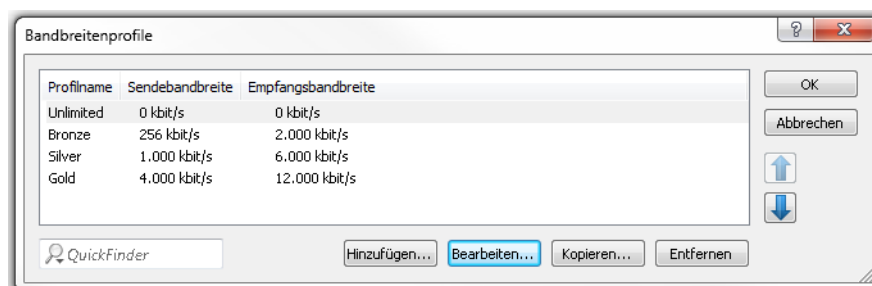 Bandbreitenprofile
Profilname Sendebandbreite Empfangsbandbreite
Unlimited 0 kbit/s 0 kbit/s
Bronze 256 kbit/s 2.000 kbit/s
Silver 1.000 kbit/s 6.000 kbit/s
Gold 4.000 kbit/s 12.000 kbit/s
OK
Abbrechen
QuickFinder
Hinzufügen... Bearbeiten... Kopieren... Entfernen